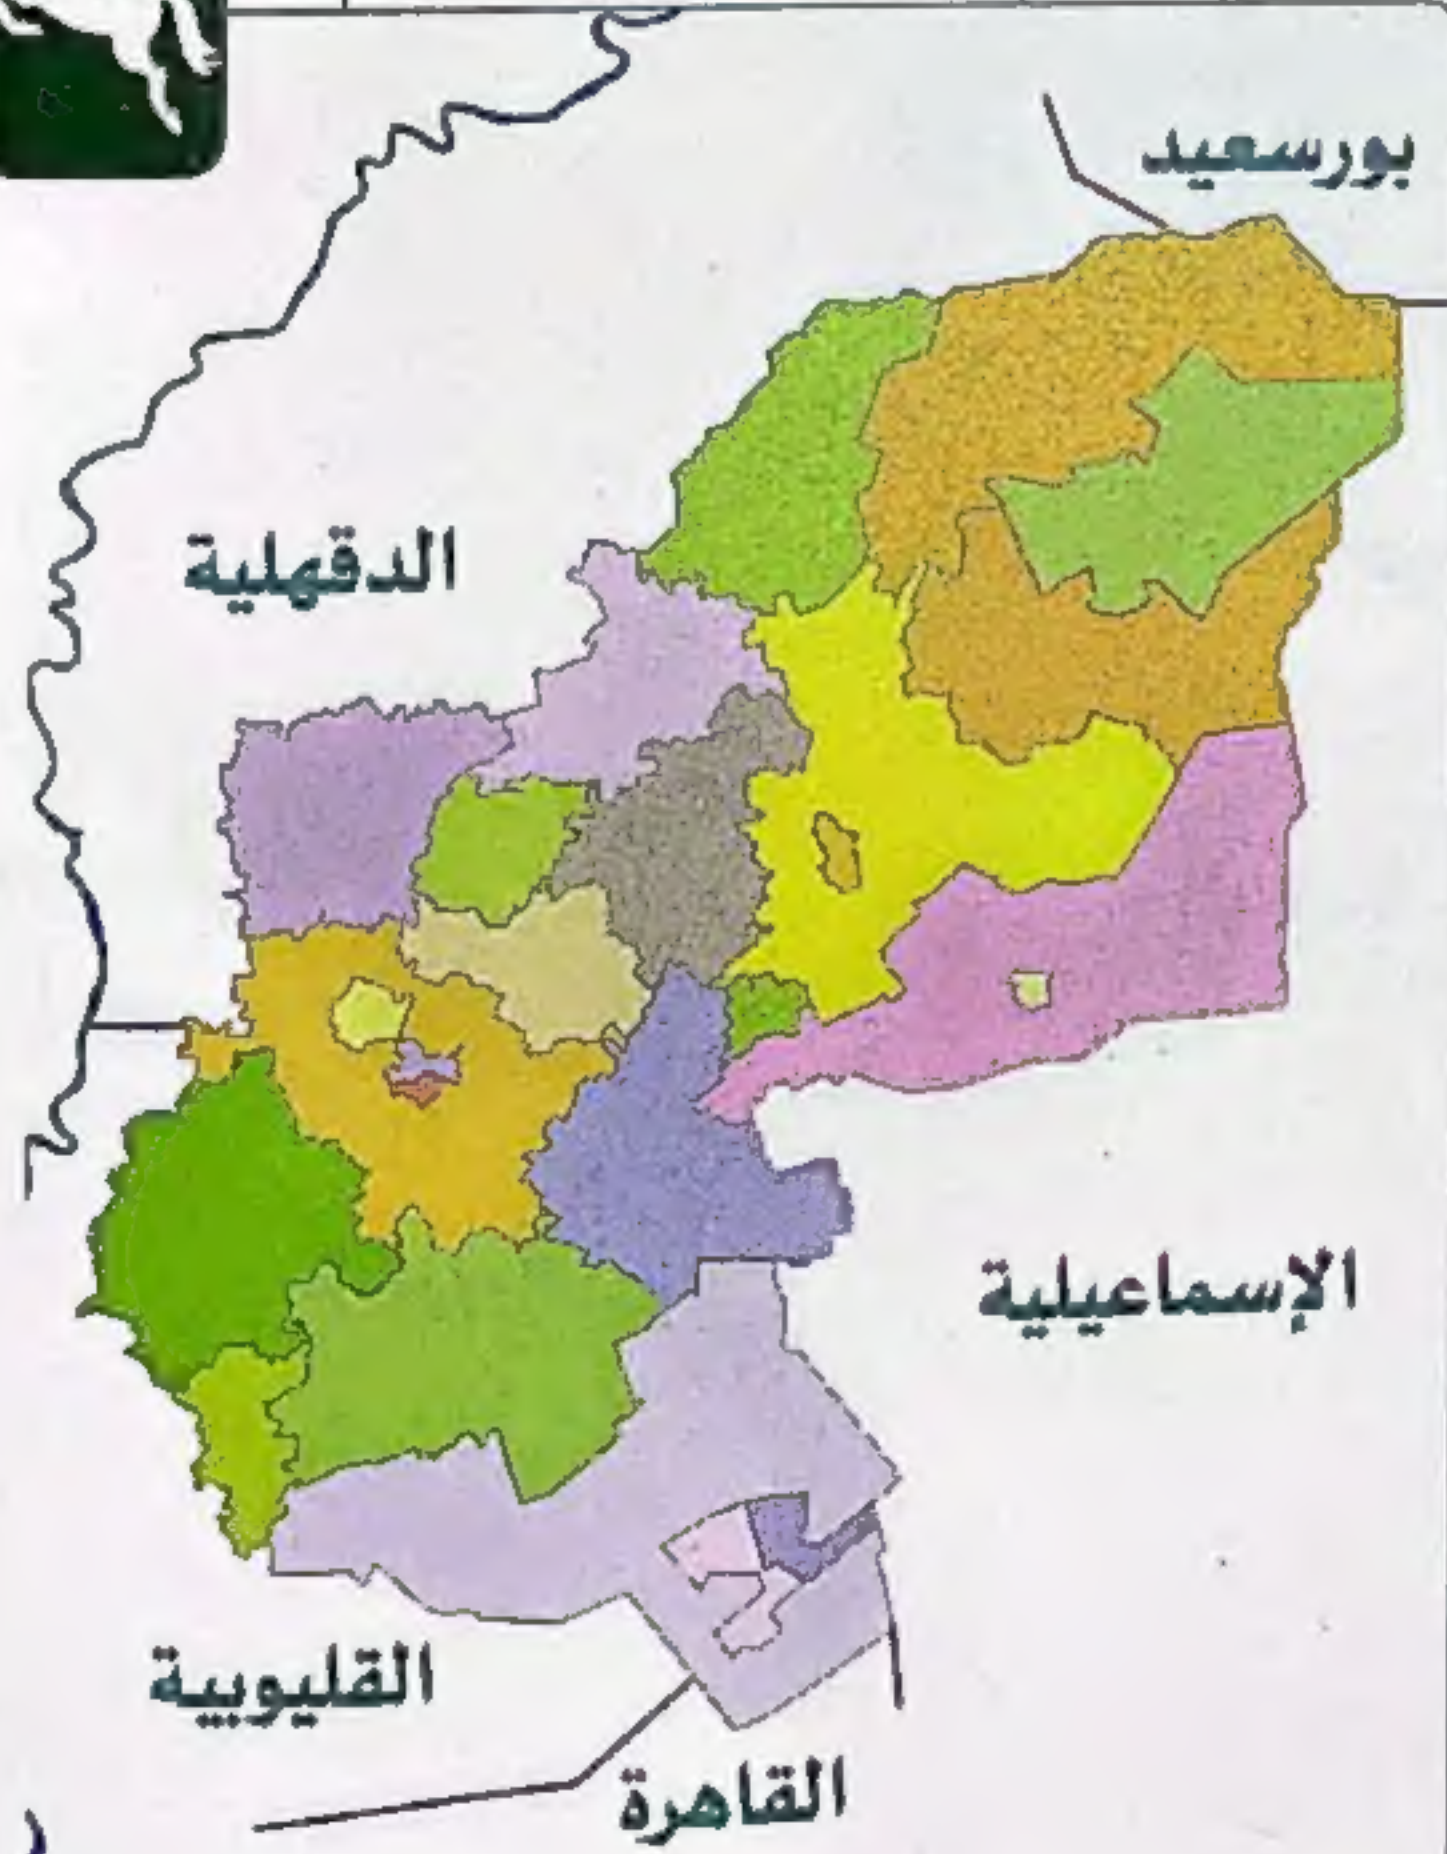 بورسعيد
الدقهلية
الإسماعيلية
القليوبية
القاهرة